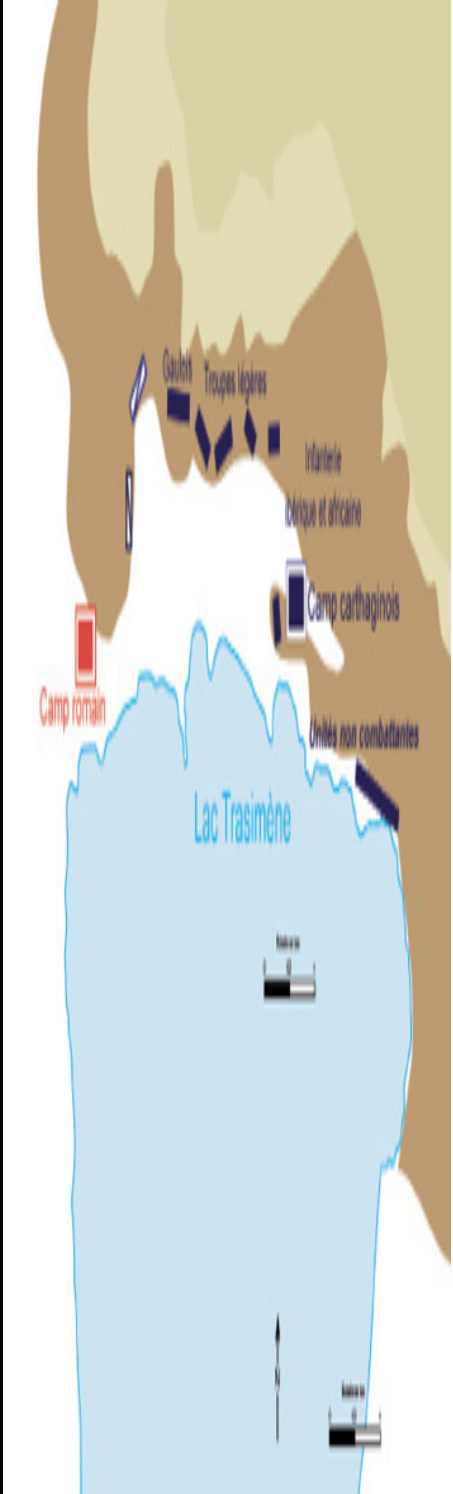 Gaulois
Troupes légères
Infanterie
ibérique et africaine
Camp carthaginois
Camp romain
Unités non combattantes
Lac Trasimène
N